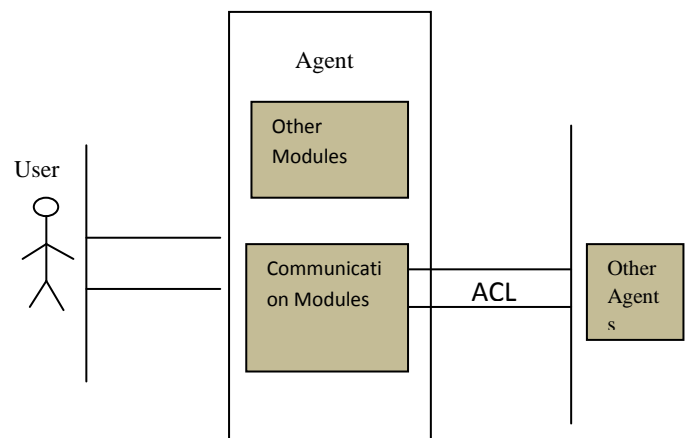 Agent
Other
Modules
User
Communicati
on Modules
ACL
Other
Agent
s